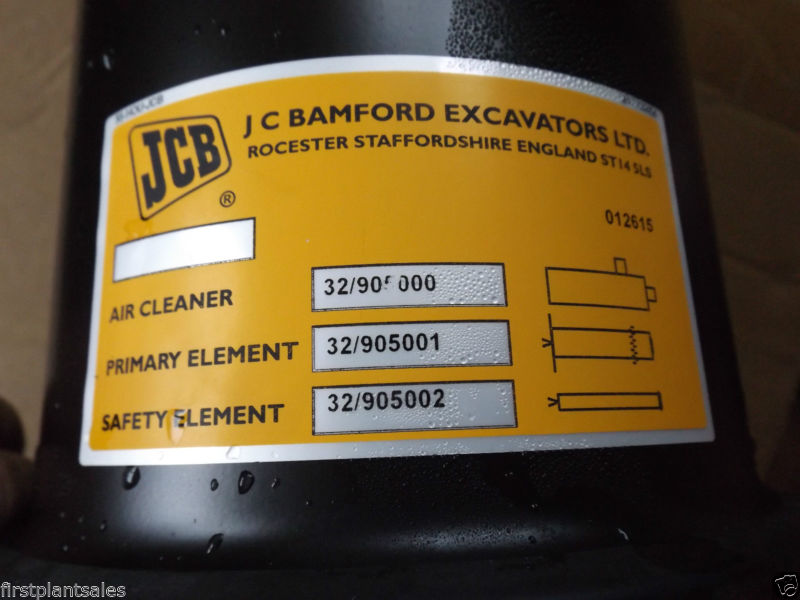 JCB
®
J C BAMFORD EXCAVATORS LTD.
ROCESTER STAFFORDSHIRE ENGLAND ST14 5LS
012615
AIR CLEANER 32/905000
PRIMARY ELEMENT 32/905001
SAFETY ELEMENT 32/905002
firstplantsales
ebay